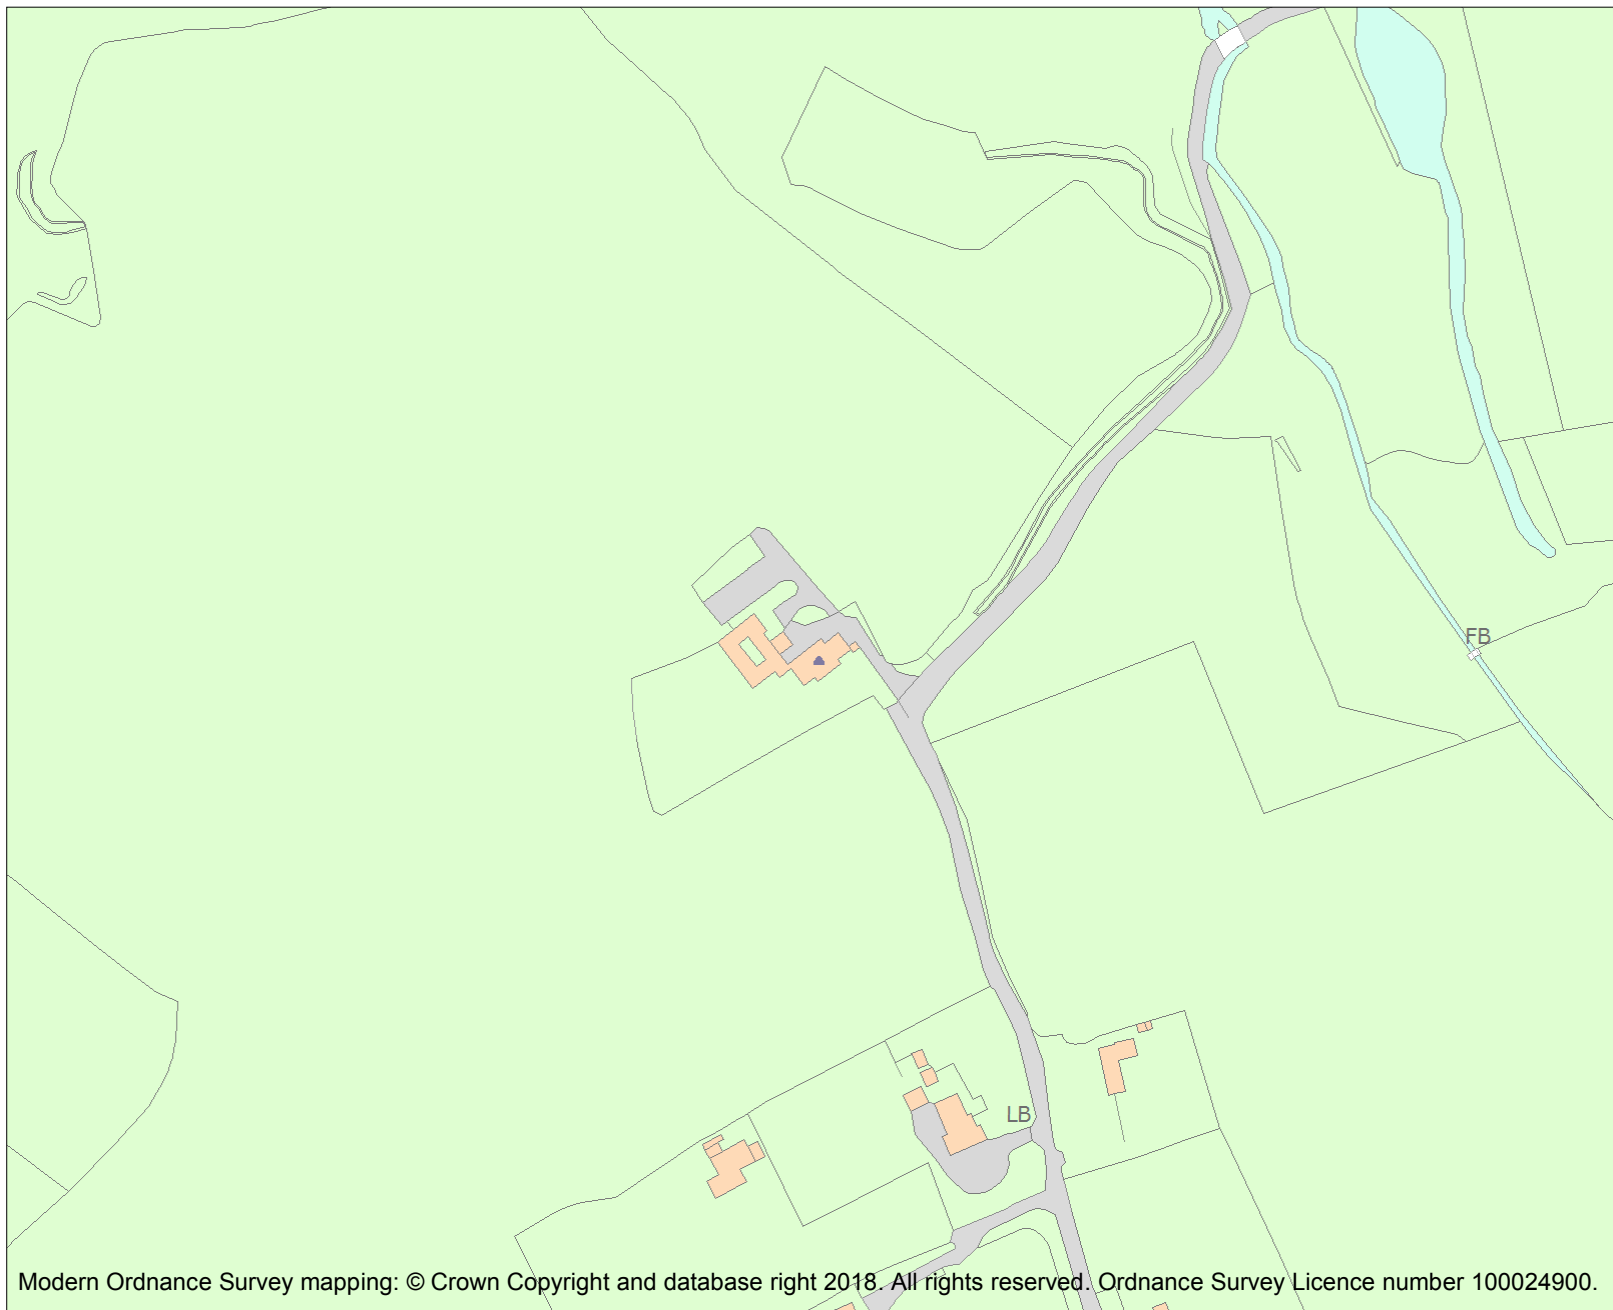 FB
LB
Modern Ordnance Survey mapping: © Crown Copyright and database right 2018. All rights reserved. Ordnance Survey Licence number 100024900.